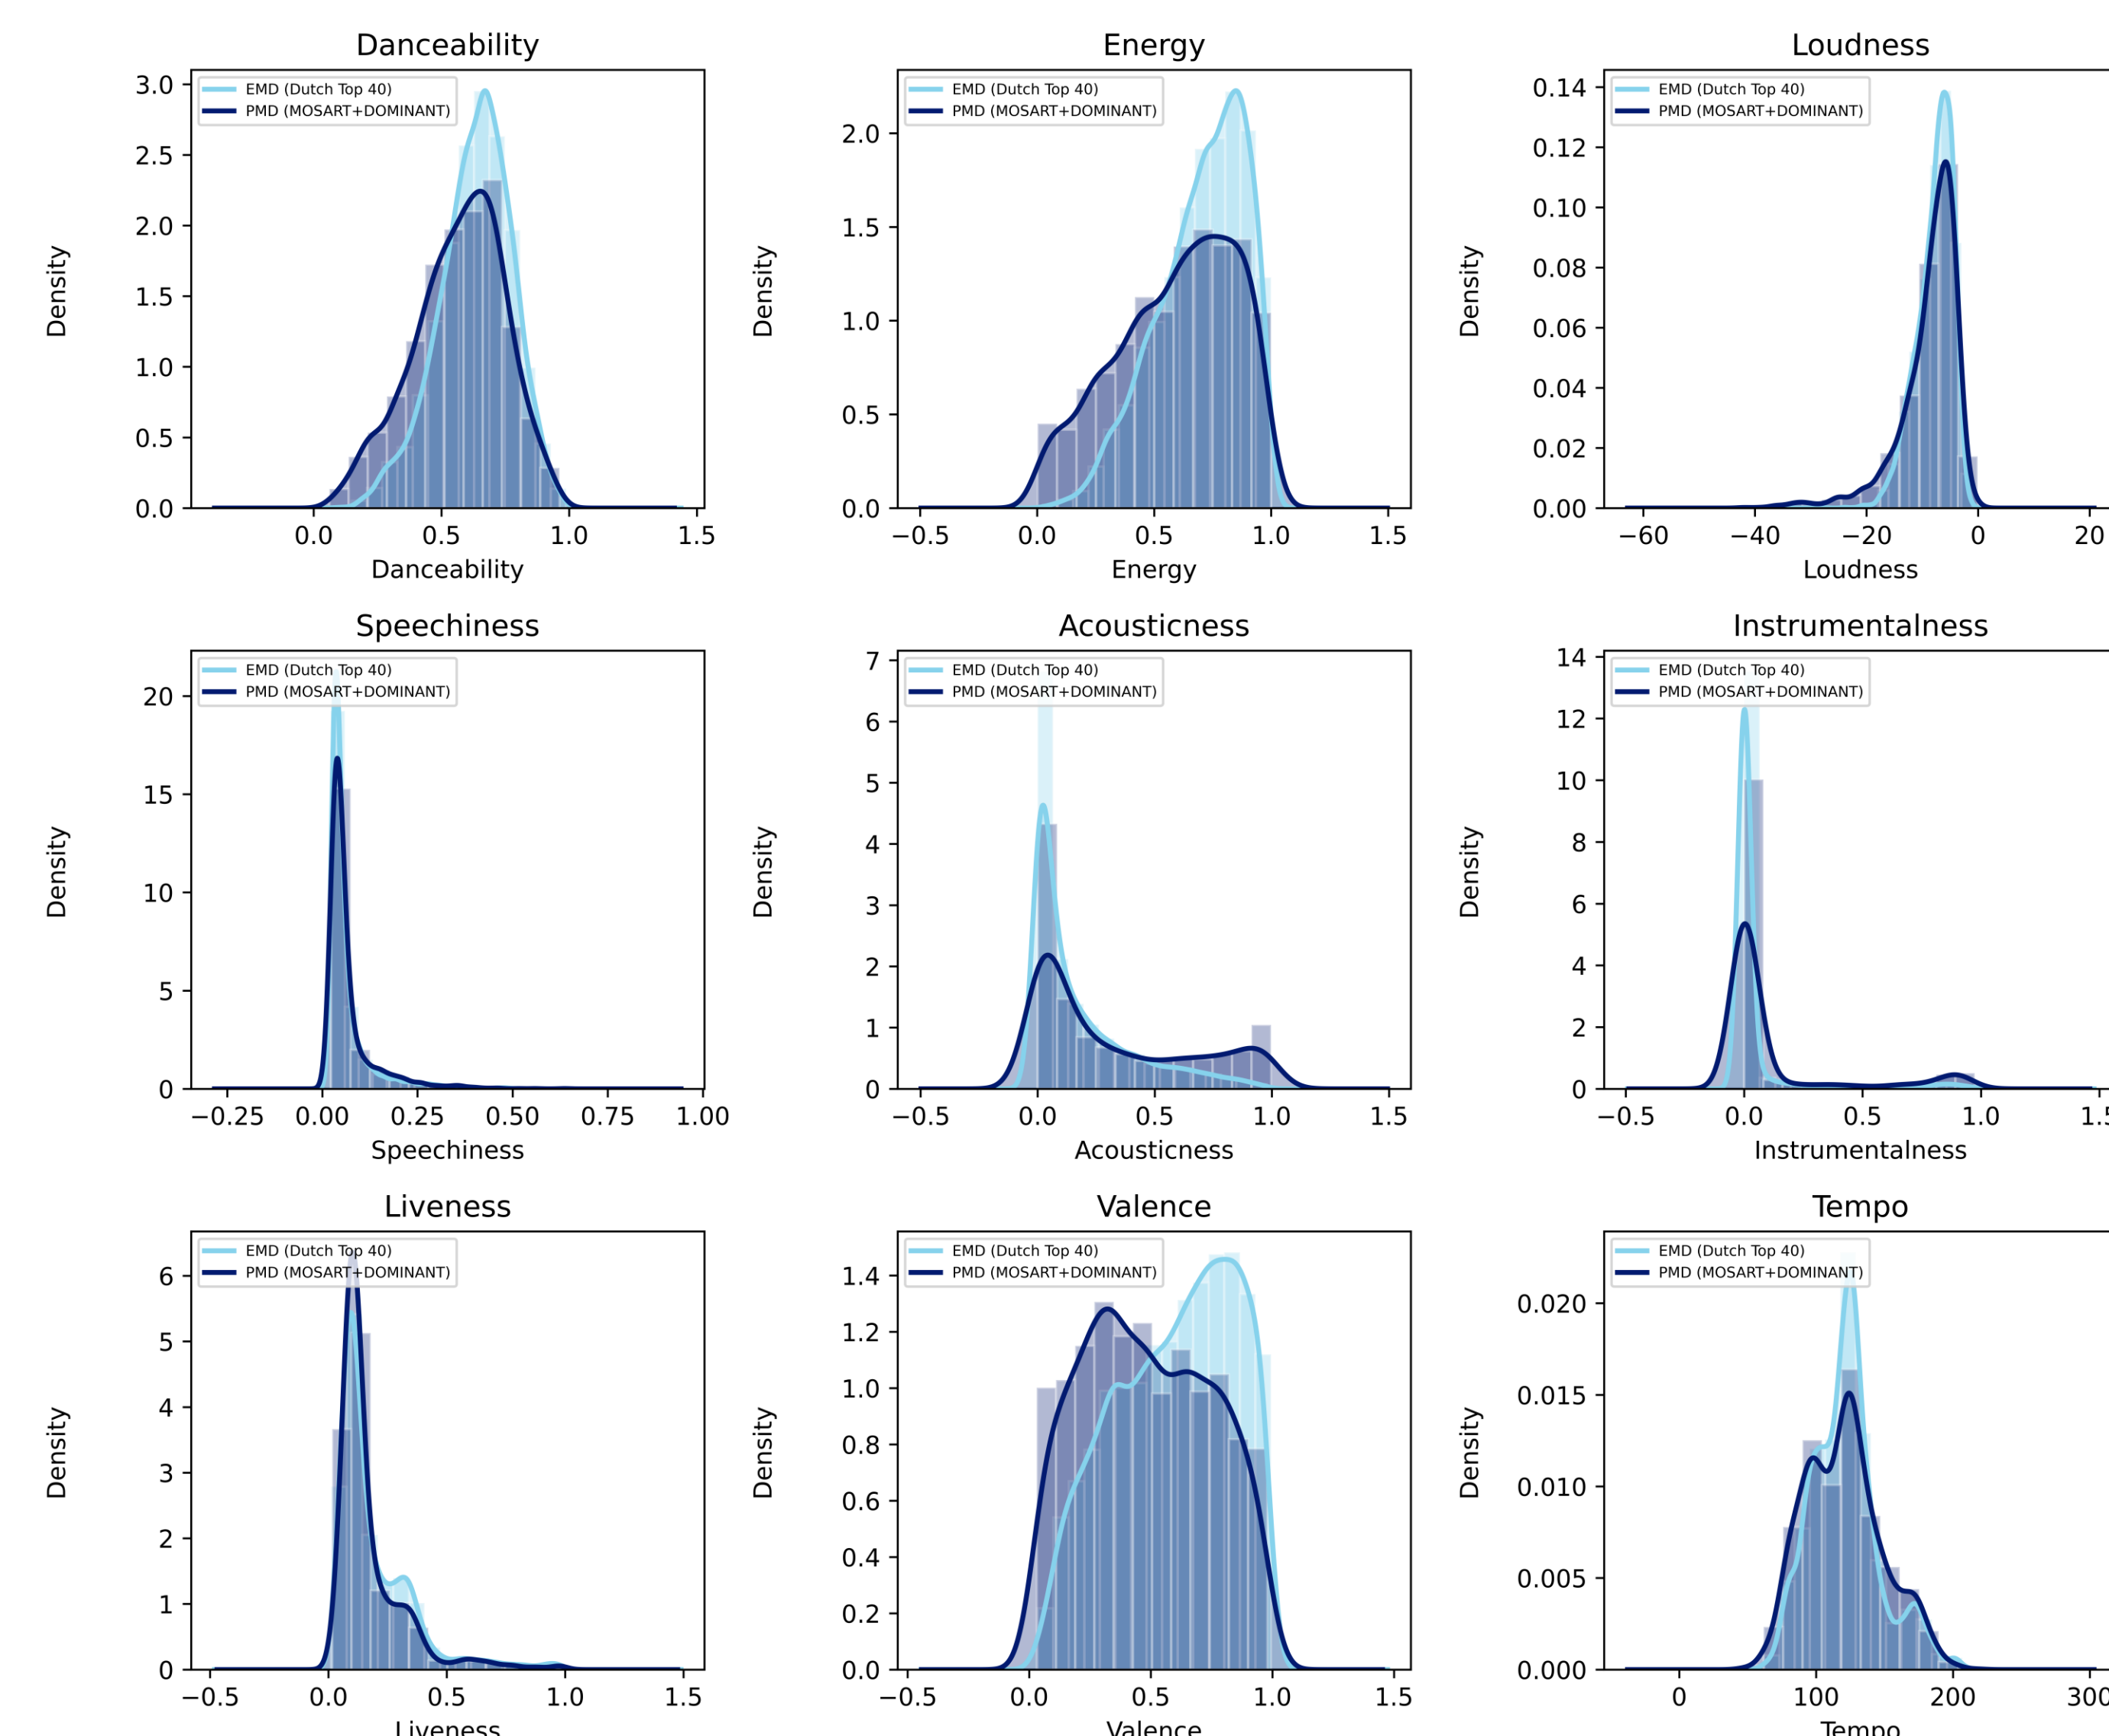 Danceability
EMD (Dutch Top 40)
PMD (MOSART+DOMINANT)
3.0
2.5
2.0
1.5
1.0
0.5
0.0
Density
0.0 0.5 1.0 1.5
Danceability
Energy
EMD (Dutch Top 40)
PMD (MOSART+DOMINANT)
2.0
1.5
1.0
0.5
0.0
Density
−0.5 0.0 0.5 1.0 1.5
Energy
Loudness
EMD (Dutch Top 40)
PMD (MOSART+DOMINANT)
0.14
0.12
0.10
0.08
0.06
0.04
0.02
0.00
Density
−60 −40 −20 0 20
Loudness
Speechiness
EMD (Dutch Top 40)
PMD (MOSART+DOMINANT)
20
15
10
5
0
Density
−0.25 0.00 0.25 0.50 0.75 1.00
Speechiness
Acousticness
EMD (Dutch Top 40)
PMD (MOSART+DOMINANT)
7
6
5
4
3
2
1
0
Density
−0.5 0.0 0.5 1.0 1.5
Acousticness
Instrumentalness
EMD (Dutch Top 40)
PMD (MOSART+DOMINANT)
14
12
10
8
6
4
2
0
Density
−0.5 0.0 0.5 1.0 1.5
Instrumentalness
Liveness
EMD (Dutch Top 40)
PMD (MOSART+DOMINANT)
6
5
4
3
2
1
0
Density
−0.5 0.0 0.5 1.0 1.5
Liveness
Valence
EMD (Dutch Top 40)
PMD (MOSART+DOMINANT)
1.4
1.2
1.0
0.8
0.6
0.4
0.2
0.0
Density
−0.5 0.0 0.5 1.0 1.5
Valence
Tempo
EMD (Dutch Top 40)
PMD (MOSART+DOMINANT)
0.020
0.015
0.010
0.005
0.000
Density
0 100 200 300
Tempo